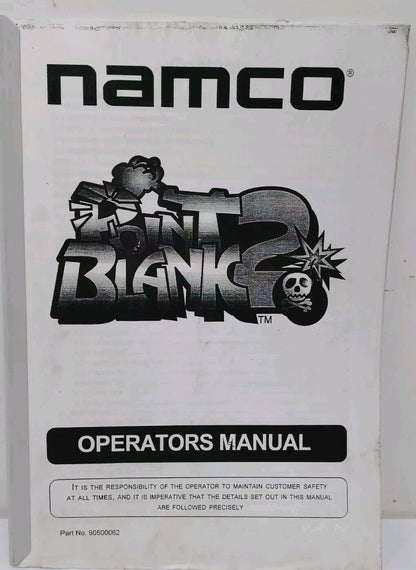 namco®
POINT
BLANK 2
TM
OPERATORS MANUAL
IT IS THE RESPONSIBILITY OF THE OPERATOR TO MAINTAIN CUSTOMER SAFETY
AT ALL TIMES, AND IT IS IMPERATIVE THAT THE DETAILS SET OUT IN THIS MANUAL
ARE FOLLOWED PRECISELY
Part No. 90500062